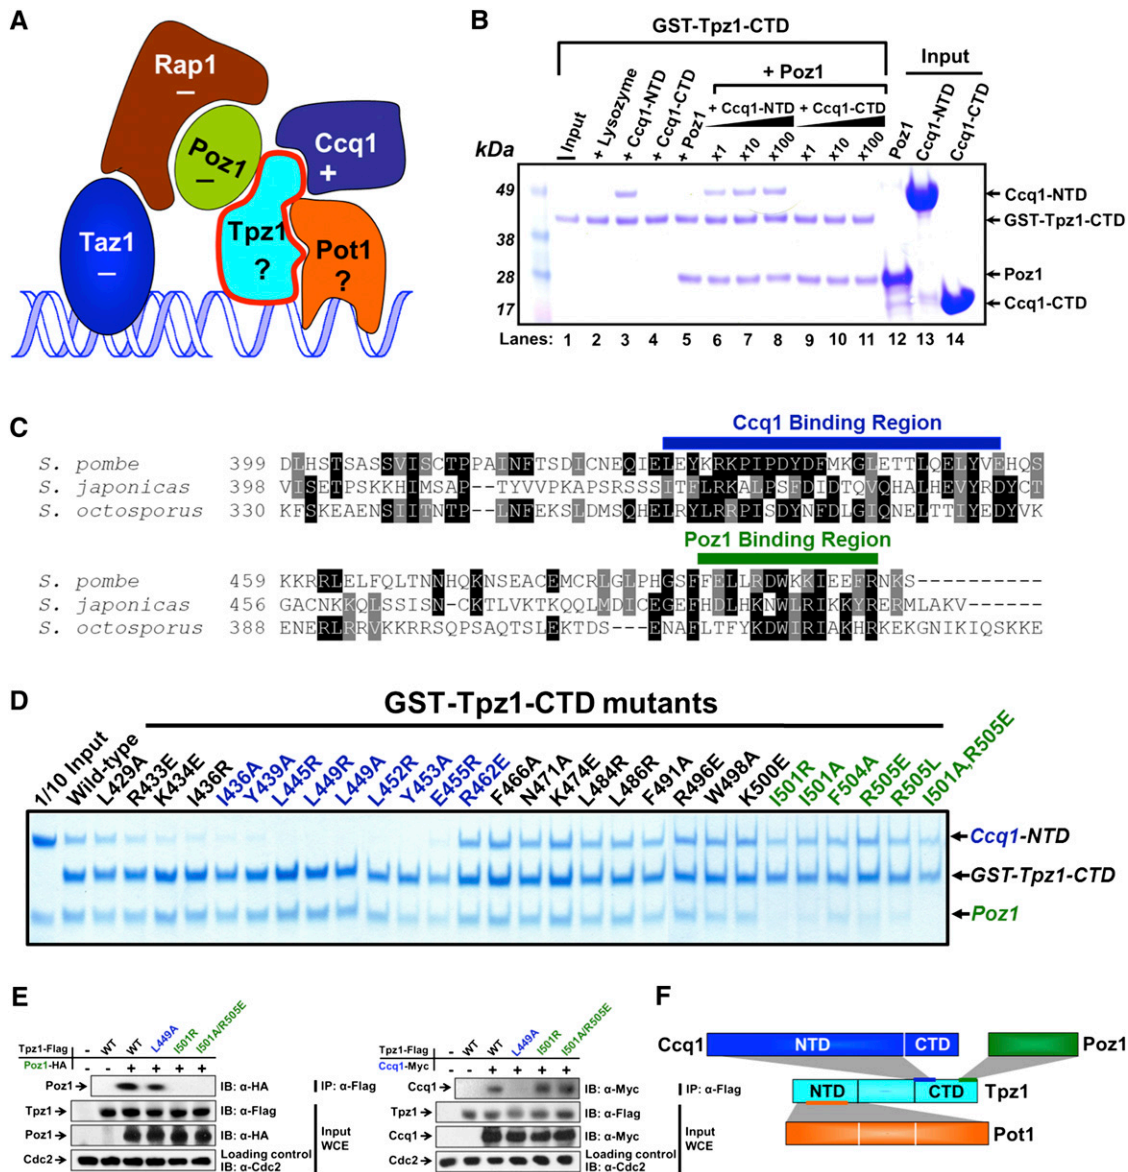 A
Rap1
–
Poz1
–
Ccq1
+
Taz1
–
Tpz1
?
Pot1
?
B
GST-Tpz1-CTD
+ Poz1
Input
+ Ccq1-NTD
+ Ccq1-CTD
Input
+ Lysozyme
+ Ccq1-NTD
+ Ccq1-CTD
+ Poz1
x1
x10
x100
x1
x10
x100
Poz1
Ccq1-NTD
Ccq1-CTD
kDa
49
38
28
17
Ccq1-NTD
GST-Tpz1-CTD
Poz1
Ccq1-CTD
Lanes: 1 2 3 4 5 6 7 8 9 10 11 12 13 14
C
Ccq1 Binding Region
S. pombe 399 DLHSTSASSVISCTPPAINFTSDICNEQIELEYKRKPIPDYDFMKGLETTLQELYVEHQS
S. japonicas 398 VISETPSKKHIMSAP--TYVVPKAPSRSSSITFLRKALPSFDIDTQVQHALHEVYRDYCT
S. octosporus 330 KFSKEAENSIITNTP--LNFEKSLDMSQHELRYLRRPISDYNFDLGIQNELTTIYEDYVK
Poz1 Binding Region
S. pombe 459 KKRRLELFQLTNNHQKNSEACEMCRLGLPHGSFFELLRDWKKIEEFRNKS----------
S. japonicas 456 GACNKKQLSSISN-CKTLVKTKQQLMDICEGEFHDLHKNWLRIKKYRERMLAKV------
S. octosporus 388 ENERLRRVKKRRSQPSAQTSLEKTDS---ENAFLTFYKDWIRIAKHRKEKGNIKIQSKKE
D
GST-Tpz1-CTD mutants
1/10 Input
Wild-type
L429A
R433E
K434E
I436R
I436A
Y439A
L445R
L449R
L449A
L452R
Y453A
E455R
R462E
F466A
N471A
K474E
L484R
L486R
F491A
R496E
W498A
K500E
I501R
I501A
F504A
R505E
R505L
I501A,R505E
Ccq1-NTD
GST-Tpz1-CTD
Poz1
E
Tpz1-Flag - WT WT L449A I501R I501A/R505E
Poz1-HA - - + + + +
Poz1 IB: α-HA
Tpz1 IB: α-Flag
Poz1 IB: α-HA
Cdc2 Loading control
IB: α-Cdc2
IP: α-Flag
Input
WCE
Tpz1-Flag - WT WT L449A I501R I501A/R505E
Ccq1-Myc - - + + + +
Ccq1 IB: α-Myc
Tpz1 IB: α-Flag
Ccq1 IB: α-Myc
Cdc2 Loading control
IB: α-Cdc2
IP: α-Flag
Input
WCE
F
Ccq1 NTD CTD Poz1
NTD CTD Tpz1
Pot1